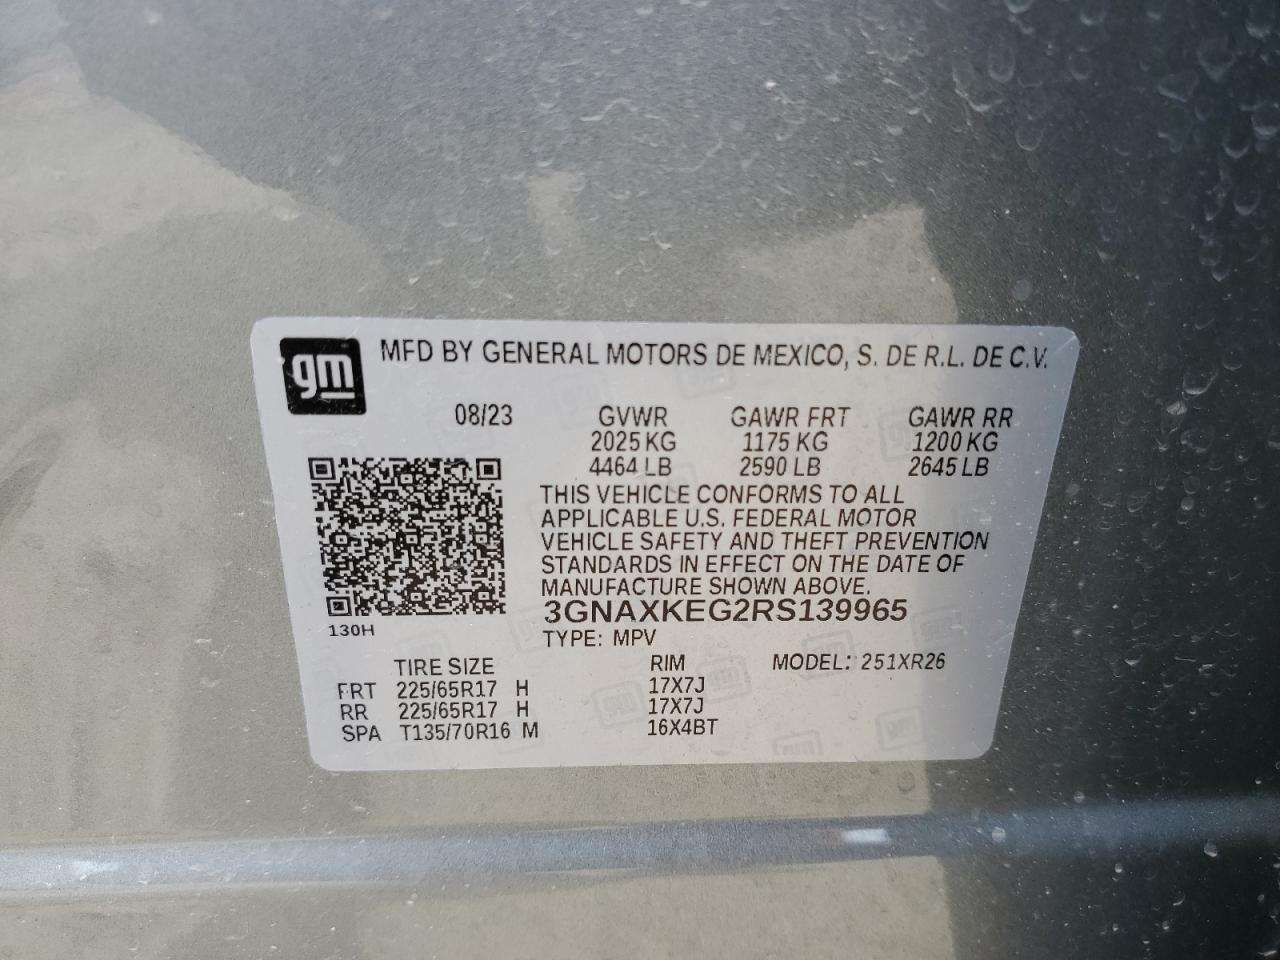 gm MFD BY GENERAL MOTORS DE MEXICO, S. DE R.L. DE C.V.
08/23 GVWR GAWR FRT GAWR RR
2025 KG 1175 KG 1200 KG
4464 LB 2590 LB 2645 LB
THIS VEHICLE CONFORMS TO ALL
APPLICABLE U.S. FEDERAL MOTOR
VEHICLE SAFETY AND THEFT PREVENTION
STANDARDS IN EFFECT ON THE DATE OF
MANUFACTURE SHOWN ABOVE.
3GNAXKEG2RS139965
130H TYPE: MPV
TIRE SIZE RIM MODEL: 251XR26
FRT 225/65R17 H 17X7J
RR 225/65R17 H 17X7J
SPA T135/70R16 M 16X4BT